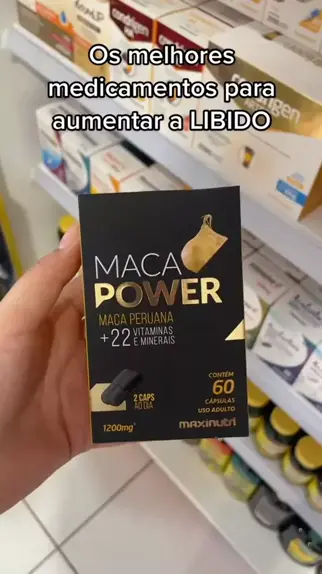 Os melhores
medicamentos para
aumentar a LIBIDO
MACA
POWER
MACA PERUANA
+22 VITAMINAS
E MINERAIS
2 CAPS
AO DIA
CONTÉM
60
CÁPSULAS
USO ADULTO
1200mg*
maxinutri